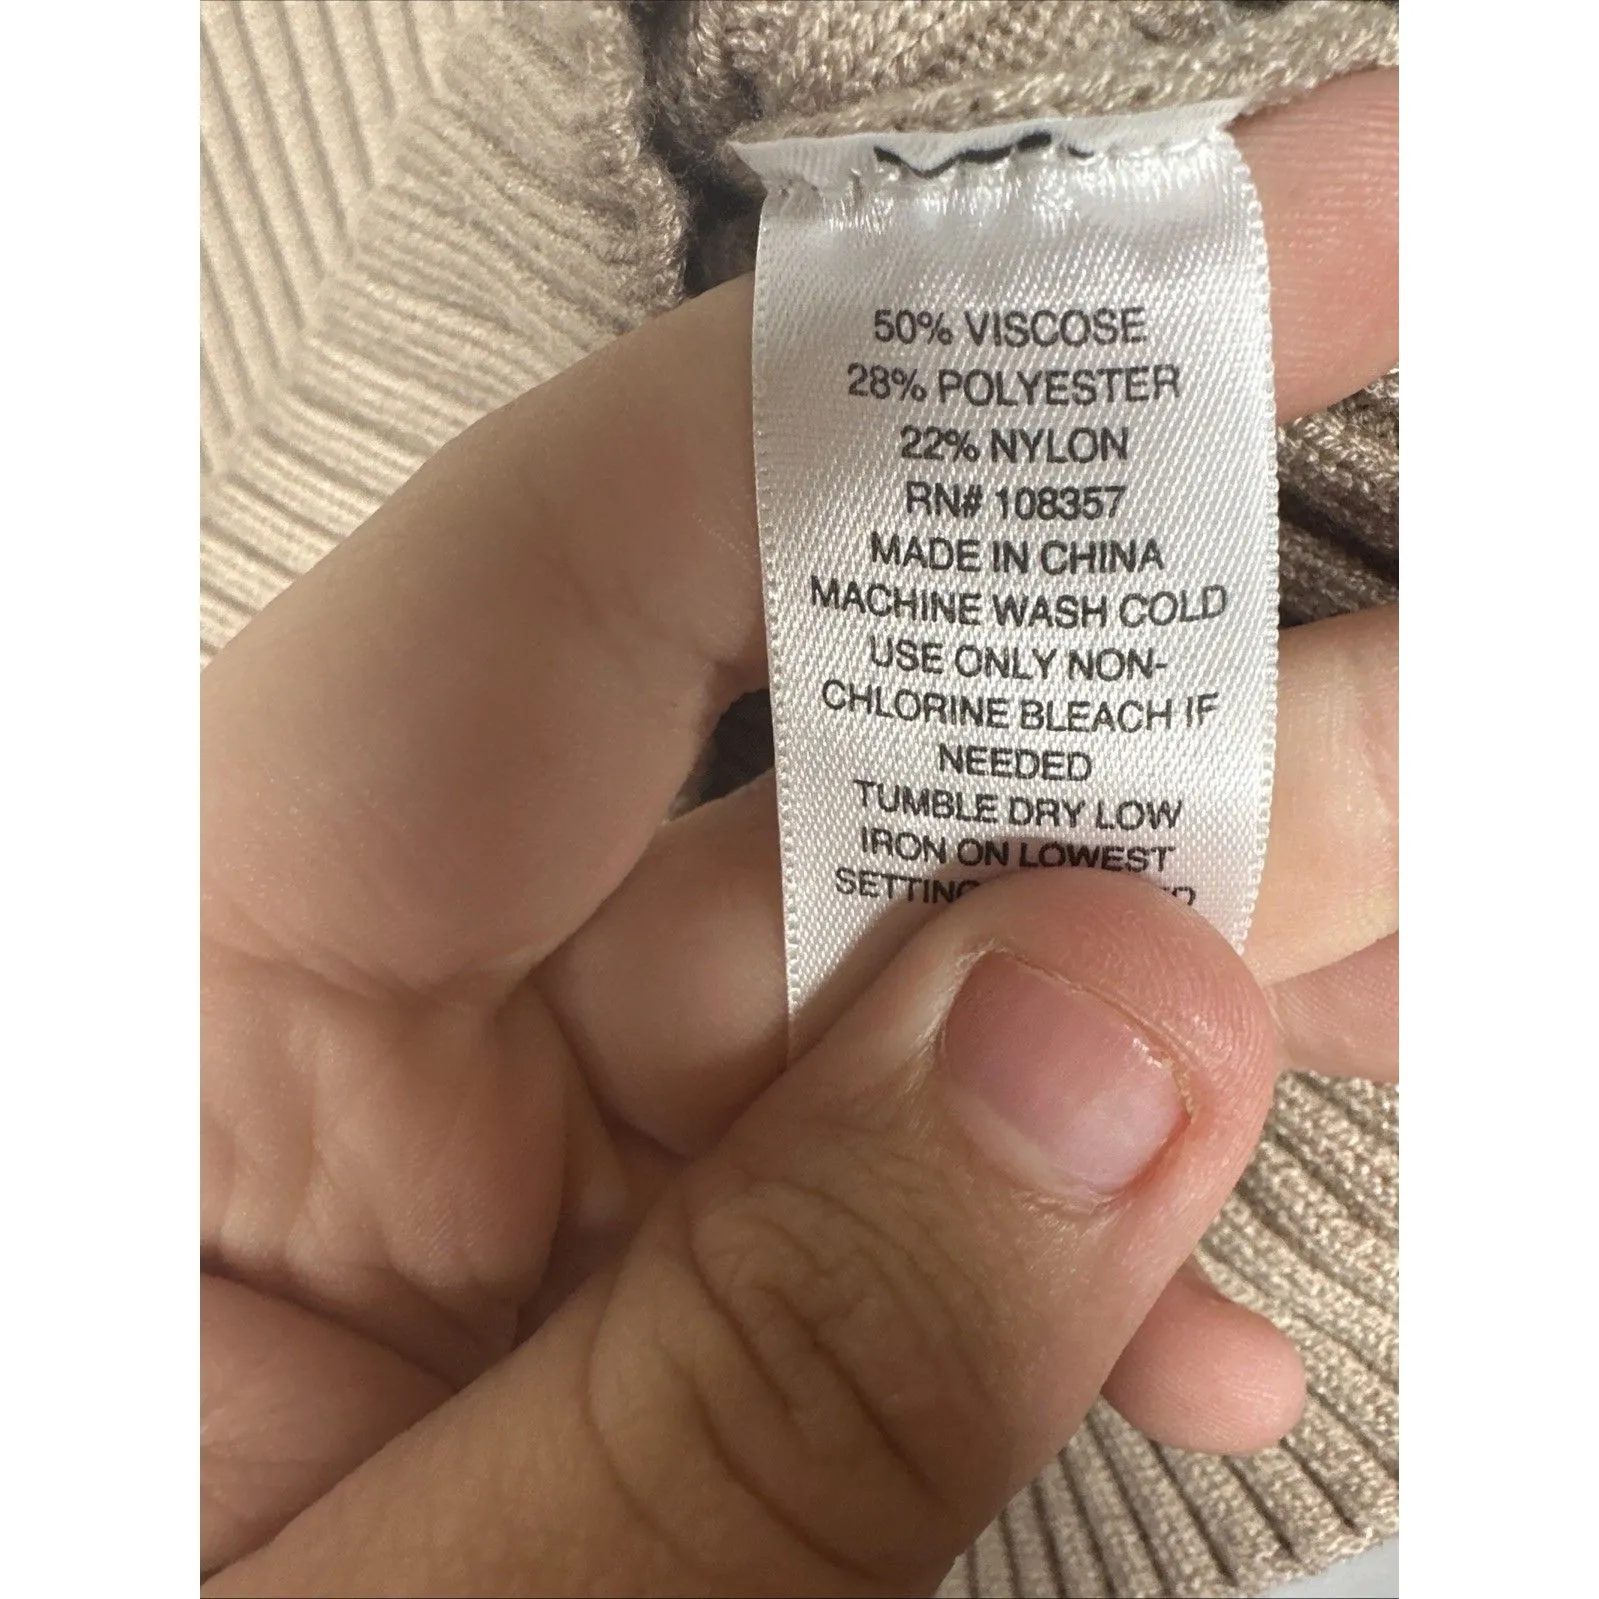 50% VISCOSE
28% POLYESTER
22% NYLON
RN# 108357
MADE IN CHINA
MACHINE WASH COLD
USE ONLY NON-
CHLORINE BLEACH IF
NEEDED
TUMBLE DRY LOW
IRON ON LOWEST
SETTING